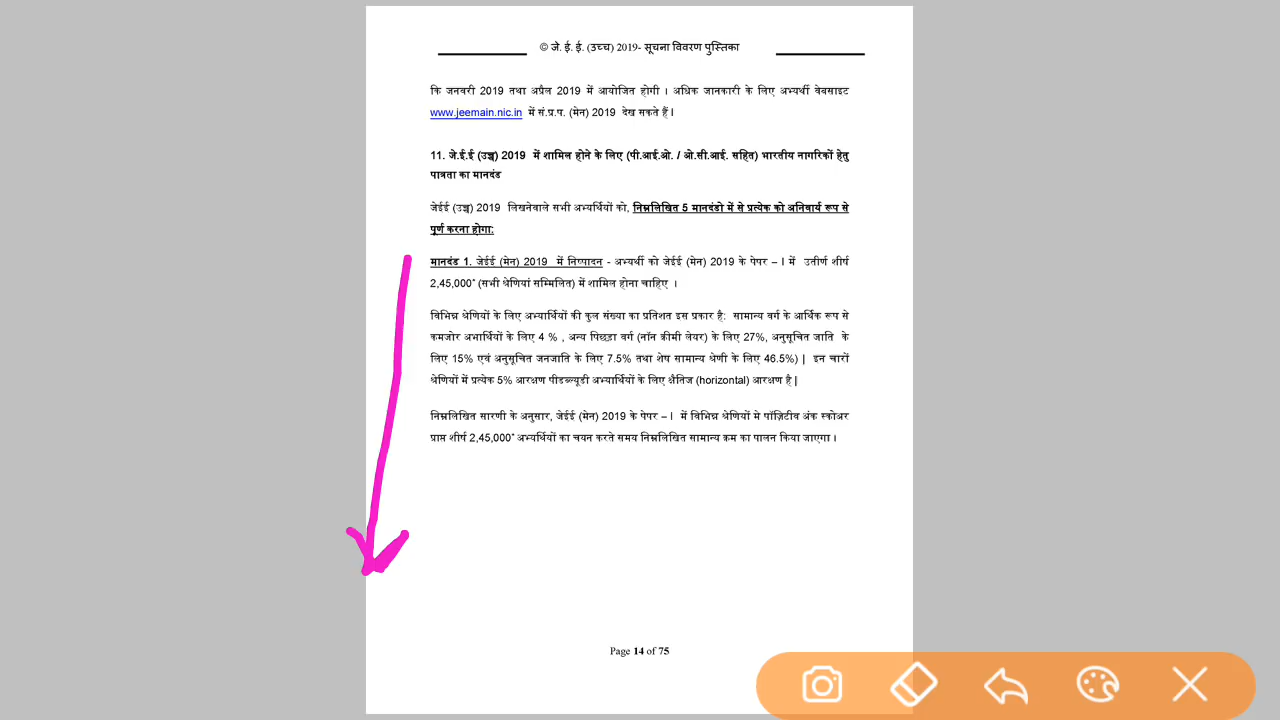 © जे. ई. ई. (उच्च) 2019- सूचना विवरण पुस्तिका
कि जनवरी 2019 तथा अप्रैल 2019 में आयोजित होगी । अधिक जानकारी के लिए अभ्यर्थी वेबसाइट
www.jeemain.nic.in में सं.प्र.प. (मेन) 2019 देख सकते हैं।
11. जे.ई.ई (उच्च) 2019 में शामिल होने के लिए (पी.आई.ओ. / ओ.सी.आई. सहित) भारतीय नागरिकों हेतु
पात्रता का मानदंड
जेईई (उच्च) 2019 लिखनेवाले सभी अभ्यर्थियों को, निम्नलिखित 5 मानदंडो में से प्रत्येक को अनिवार्य रूप से
पूर्ण करना होगा:
मानदंड 1. जेईई (मेन) 2019 में निष्पादन - अभ्यर्थी को जेईई (मेन) 2019 के पेपर – I में उतीर्ण शीर्ष
2,45,000* (सभी श्रेणियां सम्मिलित) में शामिल होना चाहिए ।
विभिन्न श्रेणियों के लिए अभ्यार्थियों की कुल संख्या का प्रतिशत इस प्रकार है: सामान्य वर्ग के आर्थिक रूप से
कमजोर अभार्थियों के लिए 4 % , अन्य पिछड़ा वर्ग (नॉन क्रीमी लेयर) के लिए 27%, अनुसूचित जाति के
लिए 15% एवं अनुसूचित जनजाति के लिए 7.5% तथा शेष सामान्य श्रेणी के लिए 46.5%) | इन चारों
श्रेणियों में प्रत्येक 5% आरक्षण पीडब्ल्यूडी अभ्यार्थियों के लिए क्षैतिज (horizontal) आरक्षण है |
निम्नलिखित सारणी के अनुसार, जेईई (मेन) 2019 के पेपर – I में विभिन्न श्रेणियों मे पॉज़िटीव अंक स्कोअर
प्राप्त शीर्ष 2,45,000* अभ्यर्थियों का चयन करते समय निम्नलिखित सामान्य क्रम का पालन किया जाएगा ।
Page 14 of 75